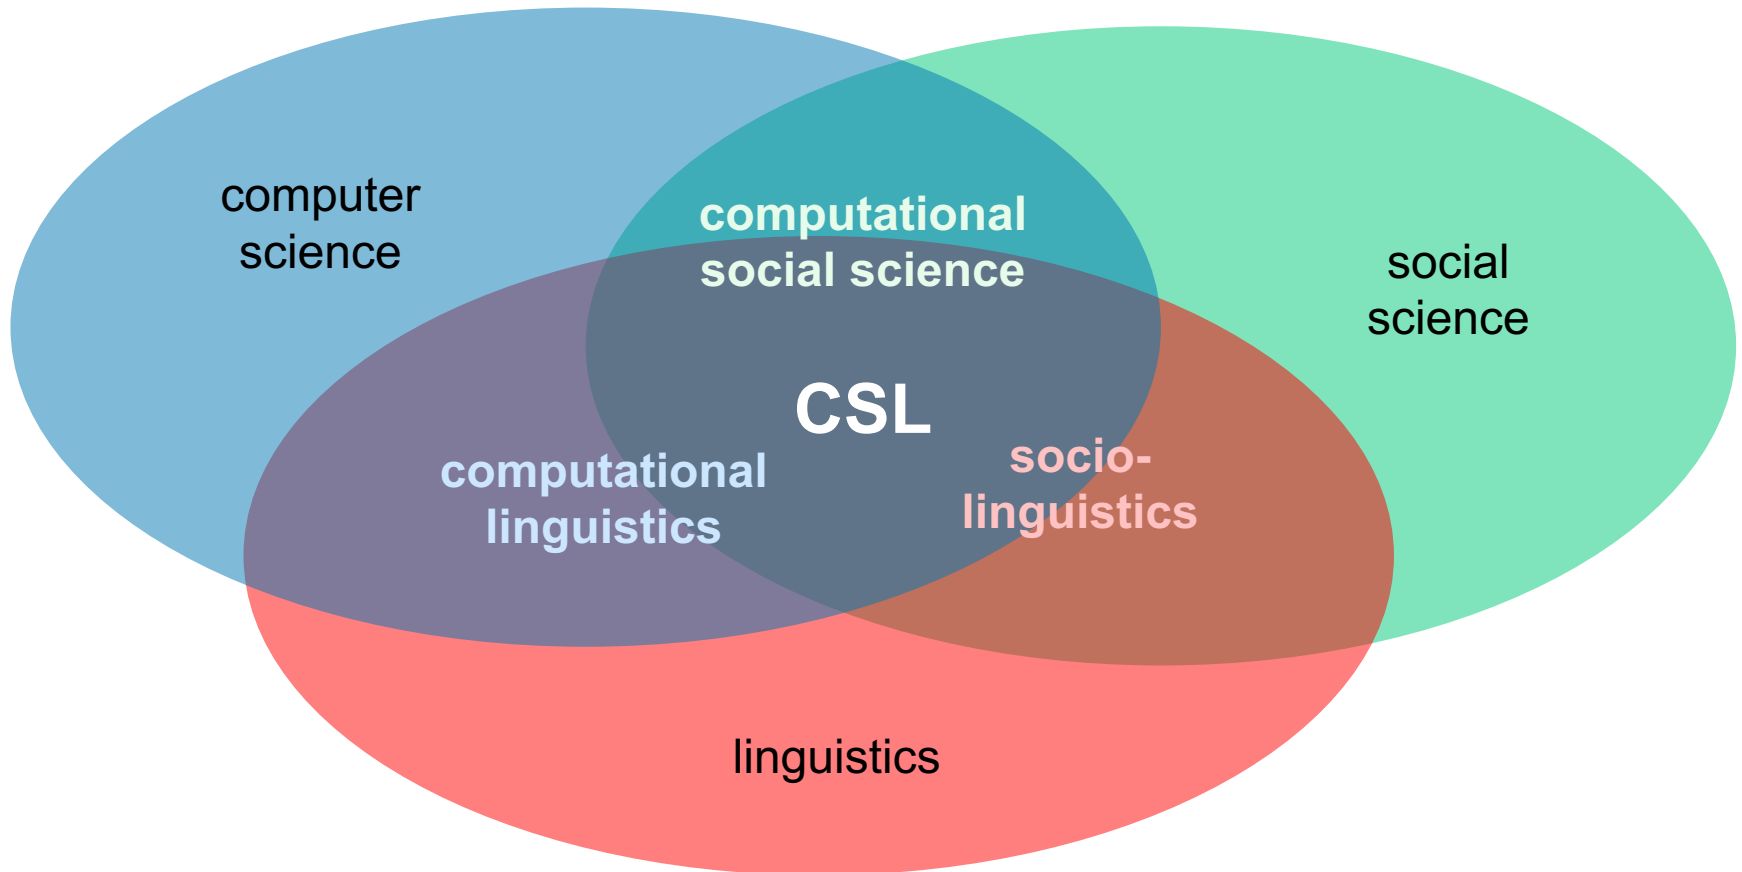 computer
science
computational
social science
social
science
CSL
computational
linguistics
socio-
linguistics
linguistics